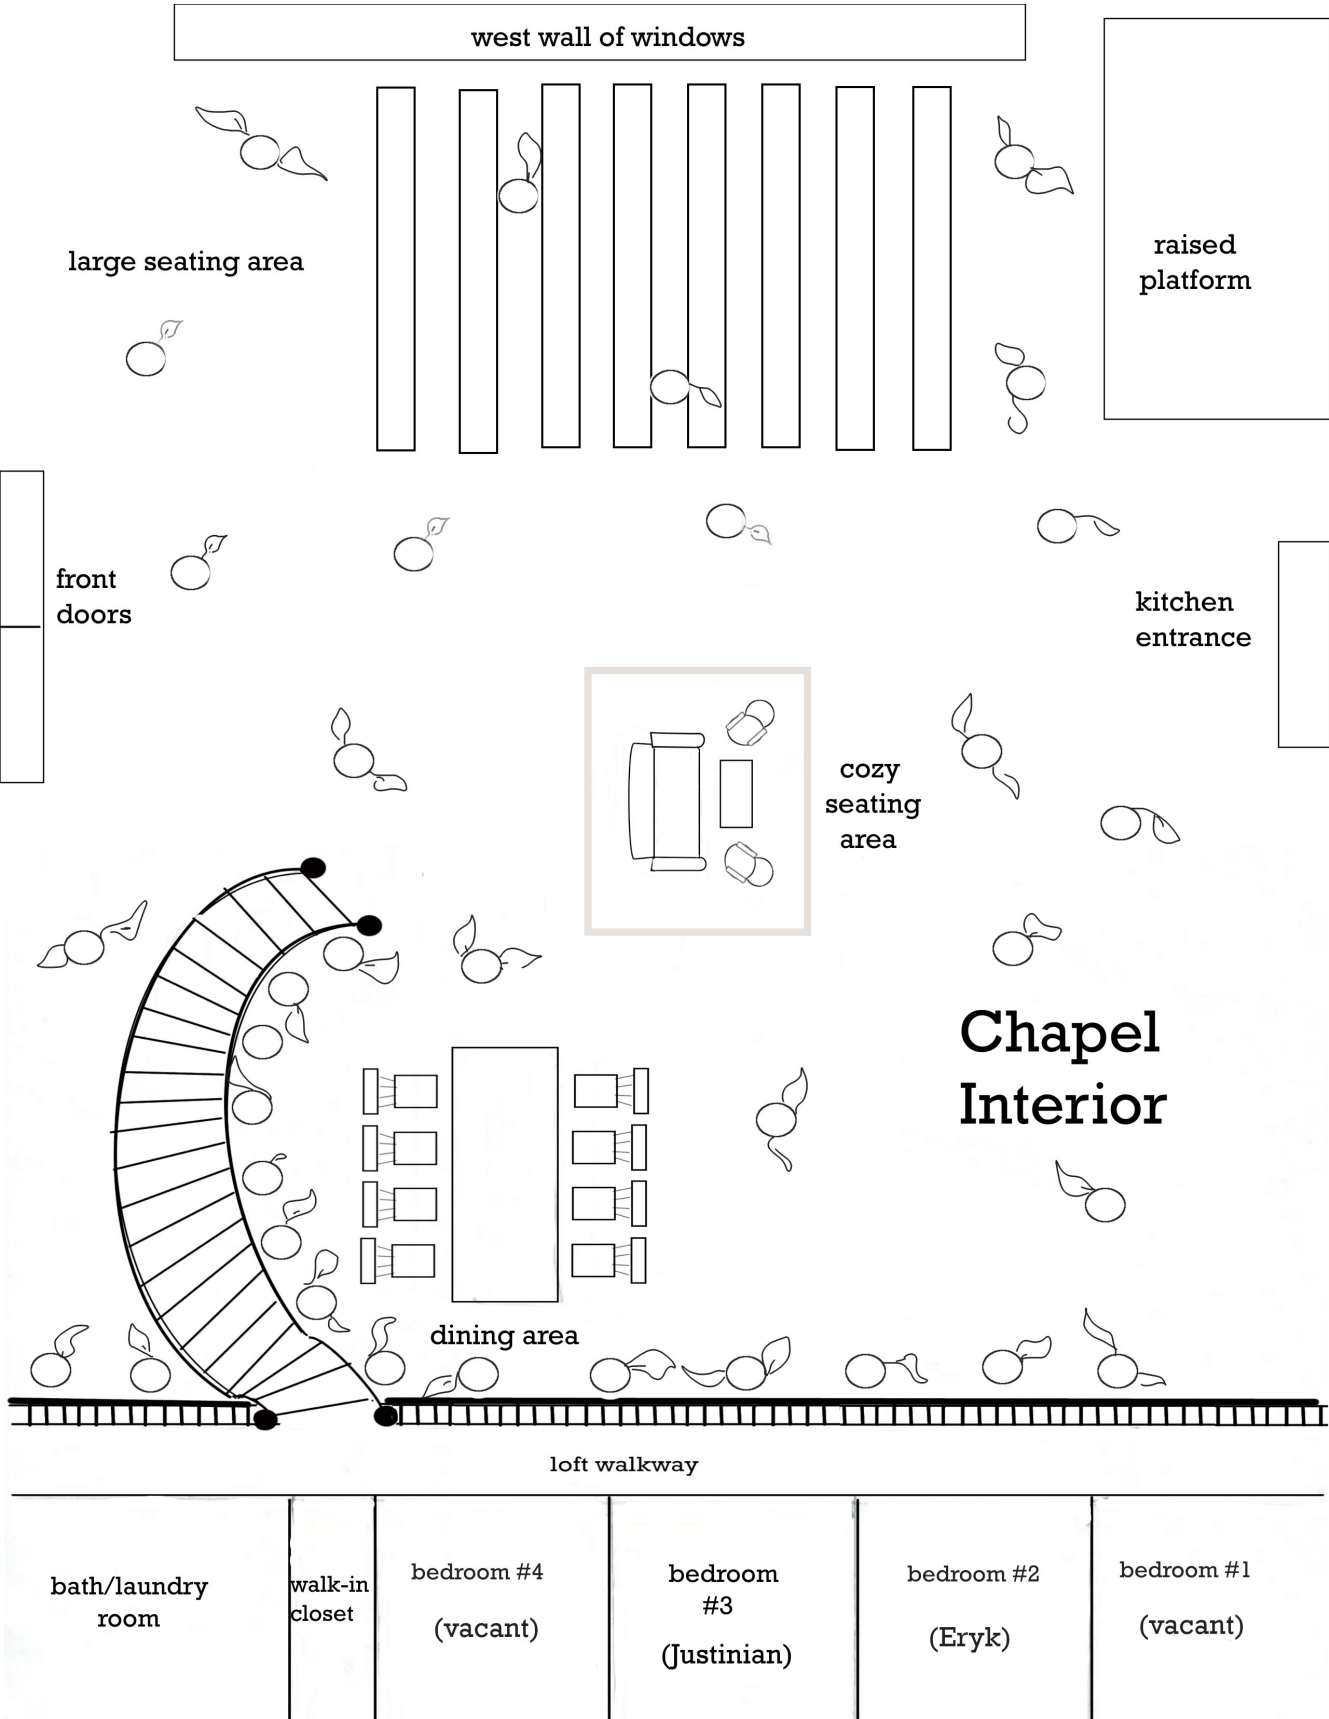 west wall of windows
large seating area
raised
platform
front
doors
kitchen
entrance
cozy
seating
area
Chapel
Interior
dining area
loft walkway
bath/laundry
room
walk-in
closet
bedroom #4
(vacant)
bedroom
#3
(Justinian)
bedroom #2
(Eryk)
bedroom #1
(vacant)